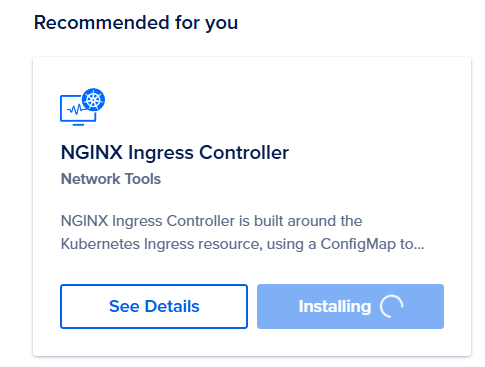 Recommended for you
NGINX Ingress Controller
Network Tools
NGINX Ingress Controller is built around the
Kubernetes Ingress resource, using a ConfigMap to...
See Details
Installing